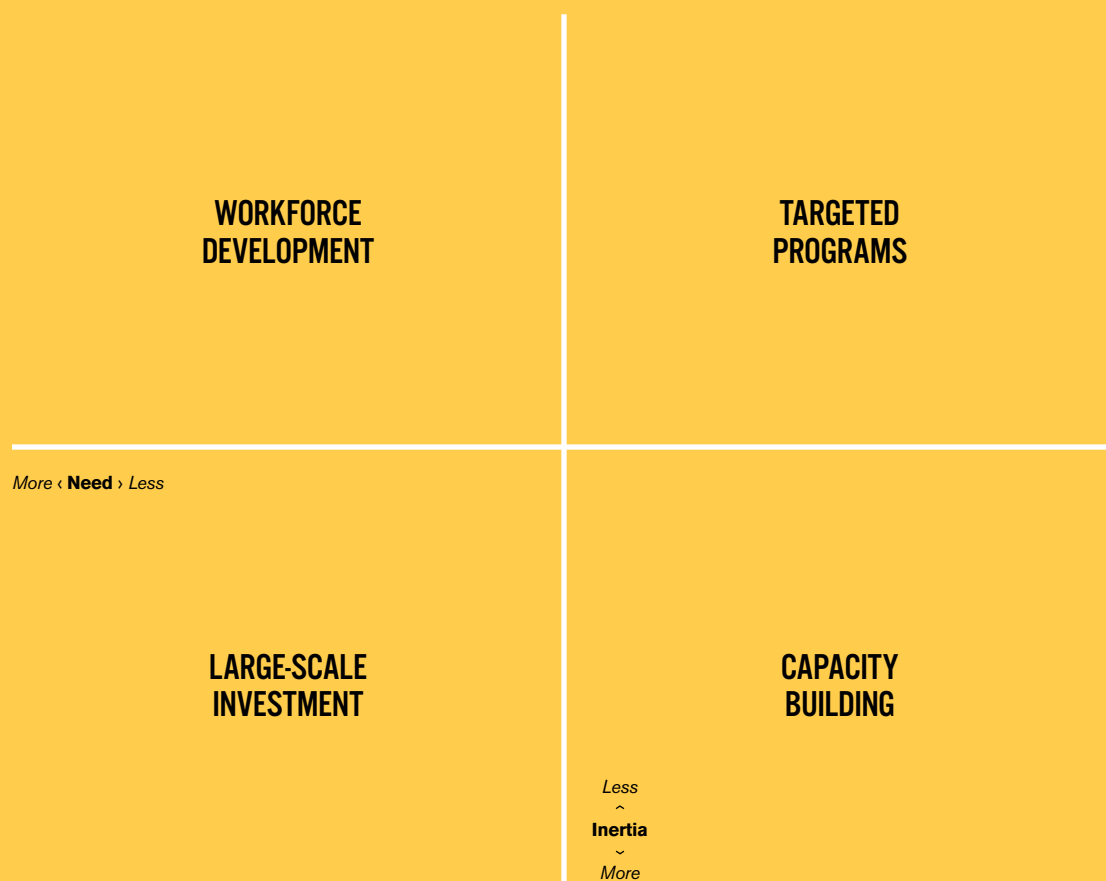 WORKFORCE
DEVELOPMENT
TARGETED
PROGRAMS
More ‹ Need › Less
LARGE-SCALE
INVESTMENT
CAPACITY
BUILDING
Less
Inertia
More